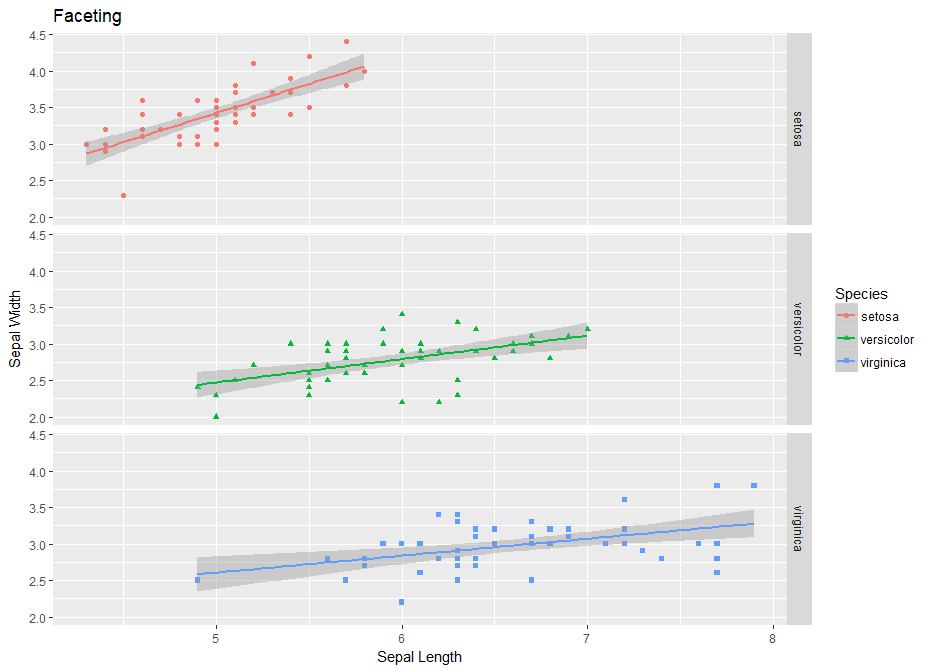 Faceting
4.5
4.0
3.5
3.0
2.5
2.0
setosa
4.5
4.0
3.5
3.0
2.5
2.0
versicolor
4.5
4.0
3.5
3.0
2.5
2.0
virginica
5
6
7
8
Sepal Length
Sepal Width
Species
setosa
versicolor
virginica